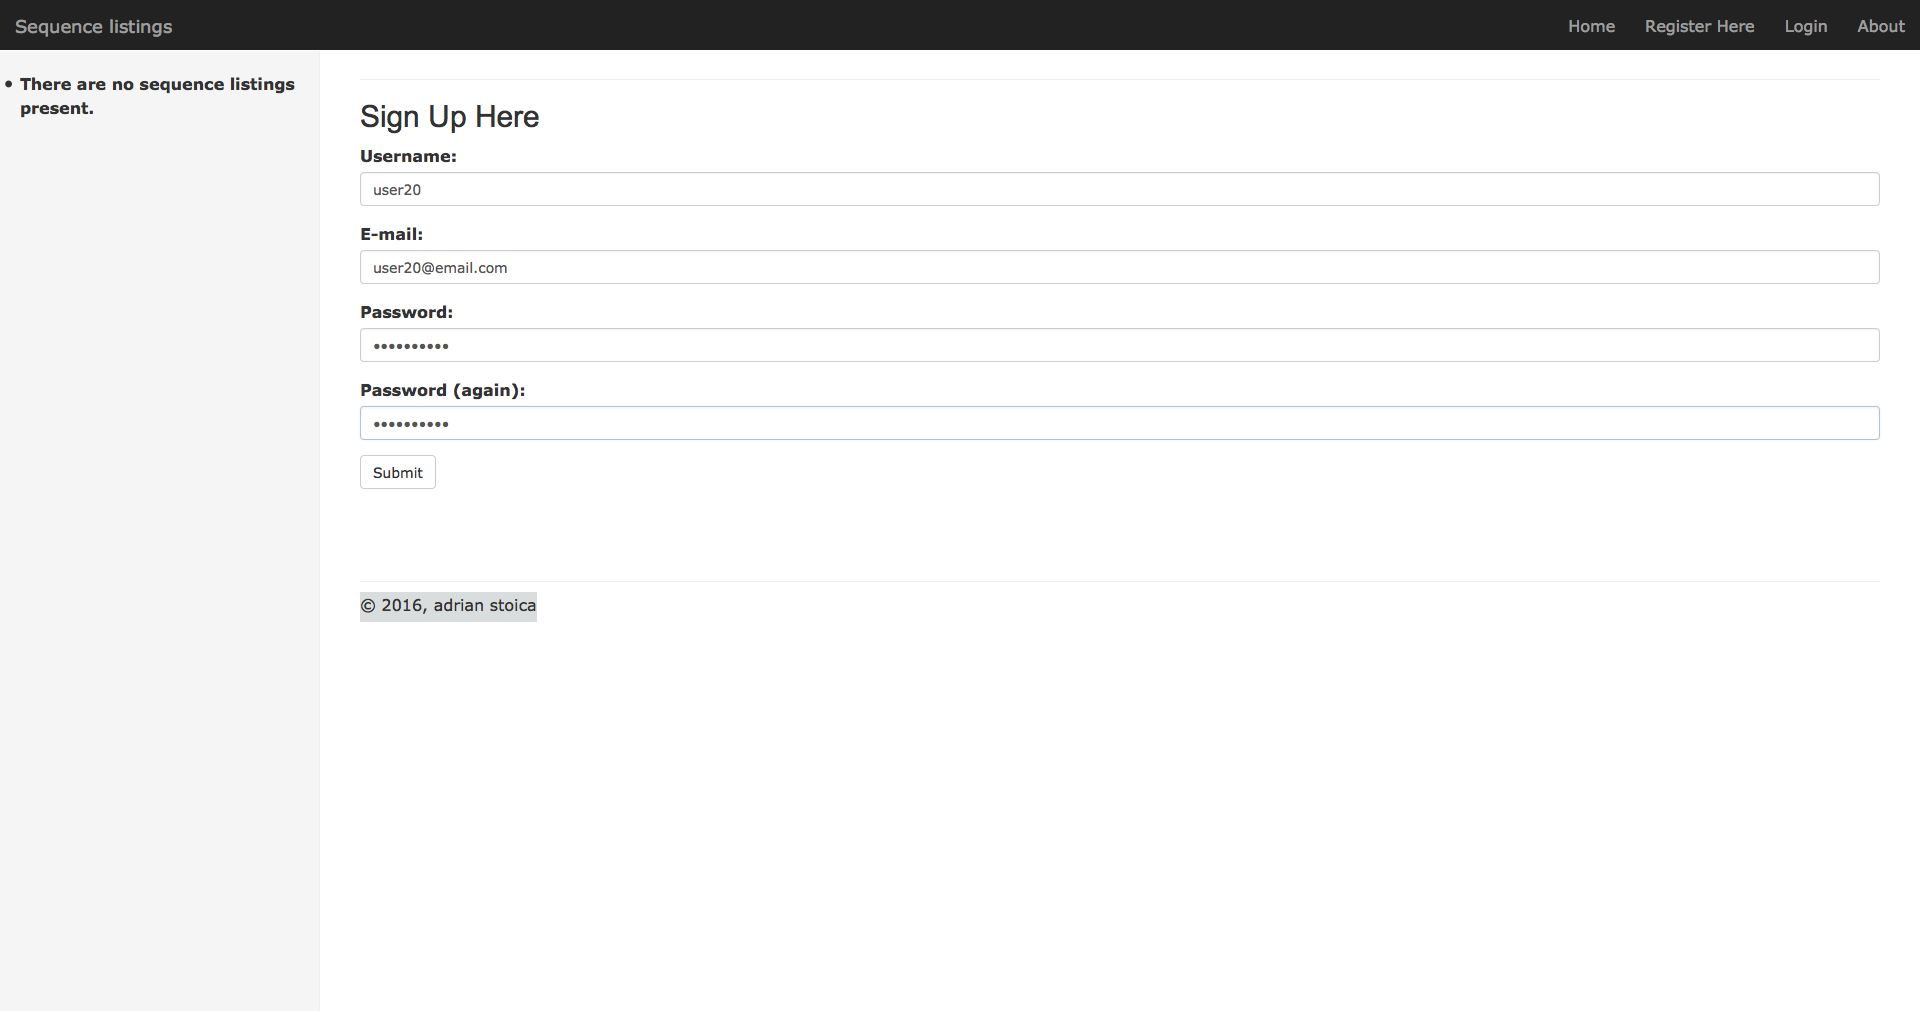 Sequence listings
Home Register Here Login About
• There are no sequence listings
present.
Sign Up Here
Username:
user20
E-mail:
user20@email.com
Password:
••••••••••
Password (again):
••••••••••
Submit
© 2016, adrian stoica